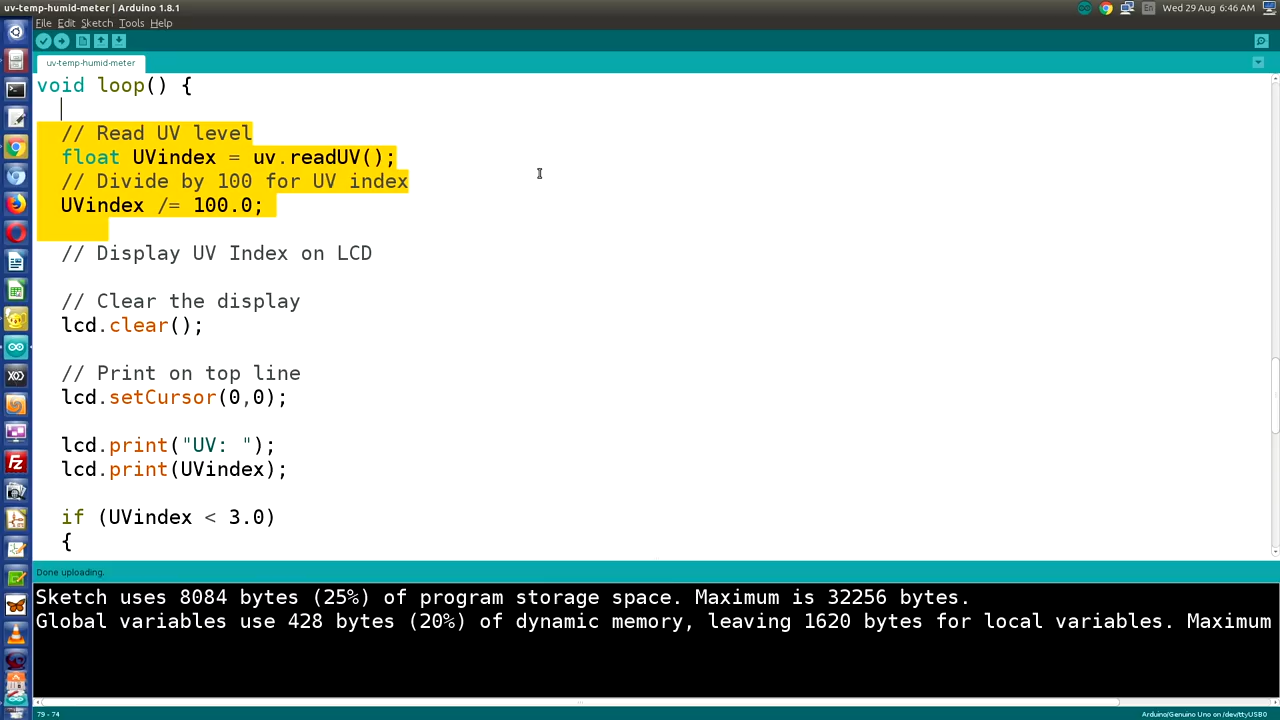 uv-temp-humid-meter | Arduino 1.8.1
En Wed 29 Aug 6:46 AM
File Edit Sketch Tools Help
uv-temp-humid-meter
void loop() {
// Read UV level
float UVindex = uv.readUV();
// Divide by 100 for UV index
UVindex /= 100.0;
// Display UV Index on LCD
// Clear the display
lcd.clear();
// Print on top line
lcd.setCursor(0,0);
lcd.print("UV: ");
lcd.print(UVindex);
if (UVindex < 3.0)
{
Done uploading.
Sketch uses 8084 bytes (25%) of program storage space. Maximum is 32256 bytes.
Global variables use 428 bytes (20%) of dynamic memory, leaving 1620 bytes for local variables. Maximum
79 - 74
Arduino/Genuino Uno on /dev/ttyUSB0